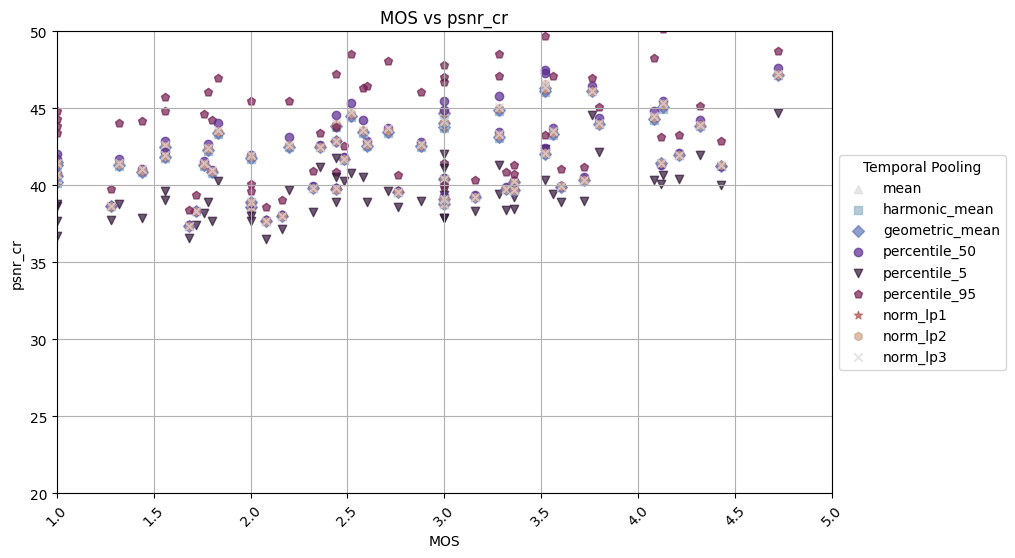 MOS vs psnr_cr
50
45
40
35
30
25
20
psnr_cr
1.0
1.5
2.0
2.5
3.0
3.5
4.0
4.5
5.0
MOS
Temporal Pooling
mean
harmonic_mean
geometric_mean
percentile_50
percentile_5
percentile_95
norm_lp1
norm_lp2
norm_lp3